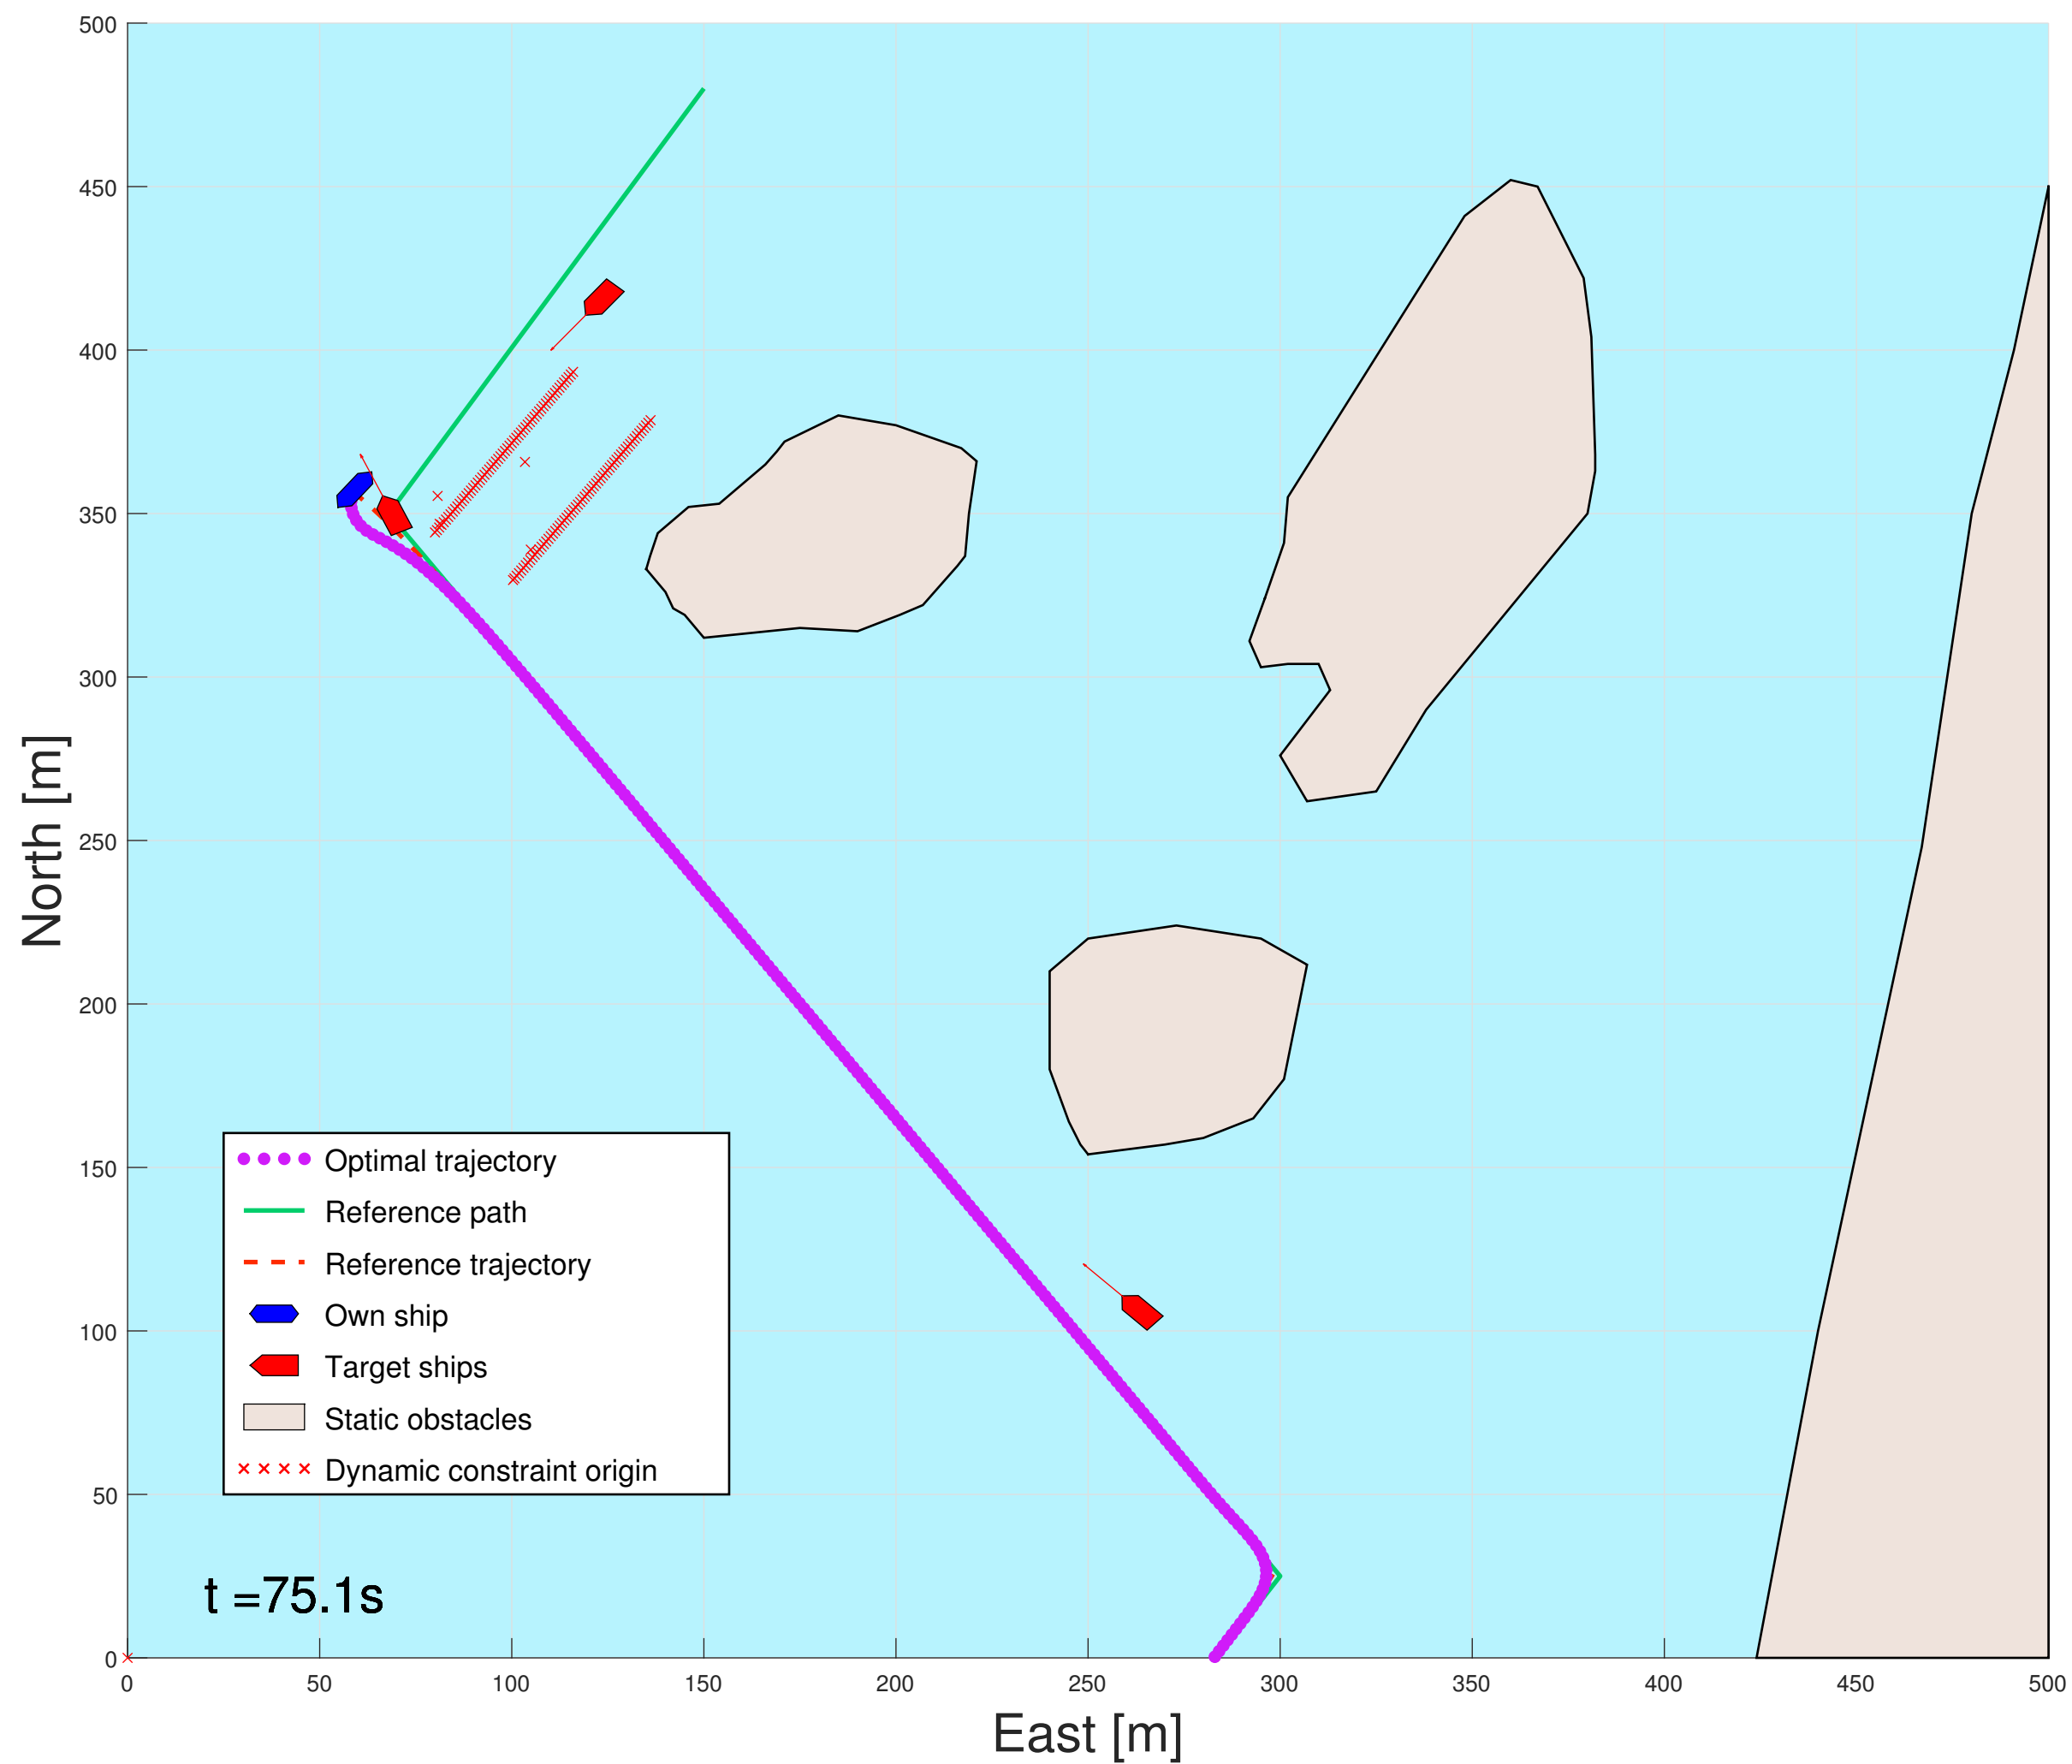 500
450
400
350
300
250
200
150
100
50
0
North [m]
Optimal trajectory
Reference path
Reference trajectory
Own ship
Target ships
Static obstacles
Dynamic constraint origin
t =75.1s
0 50 100 150 200 250 300 350 400 450 500
East [m]